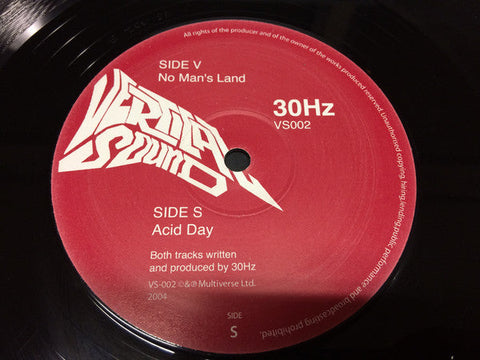 All rights of the producer and of the owner of the works produced reserved. Unauthorised copying, hiring, lending, public performance and broadcasting prohibited.
SIDE V
No Man's Land
30Hz
VS002
VERTICAL
SOUND
SIDE S
Acid Day
Both tracks written
and produced by 30Hz
VS-002 ©&℗ Multiverse Ltd.
2004
SIDE
S